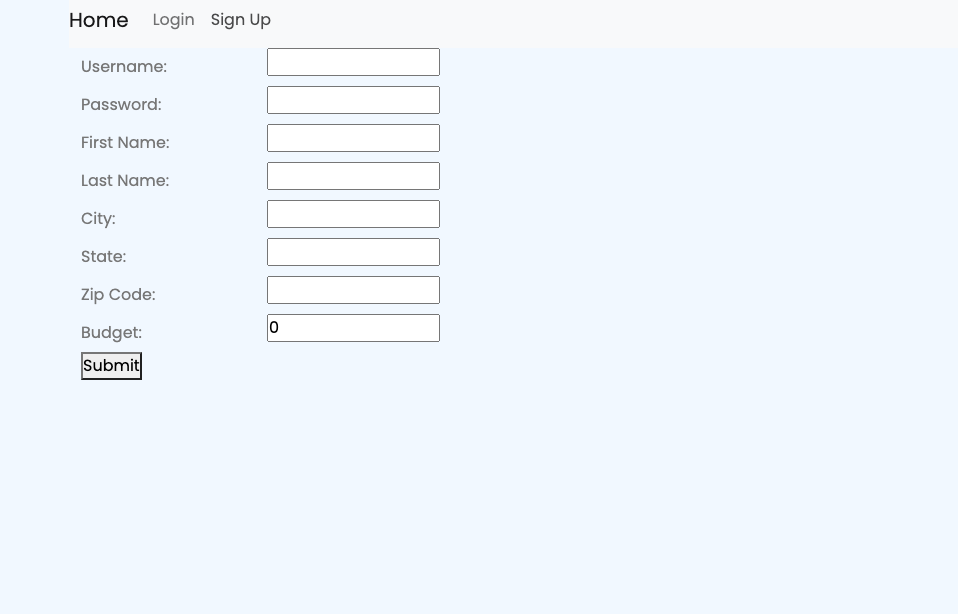 Home Login Sign Up
Username:
Password:
First Name:
Last Name:
City:
State:
Zip Code:
Budget: 0
Submit